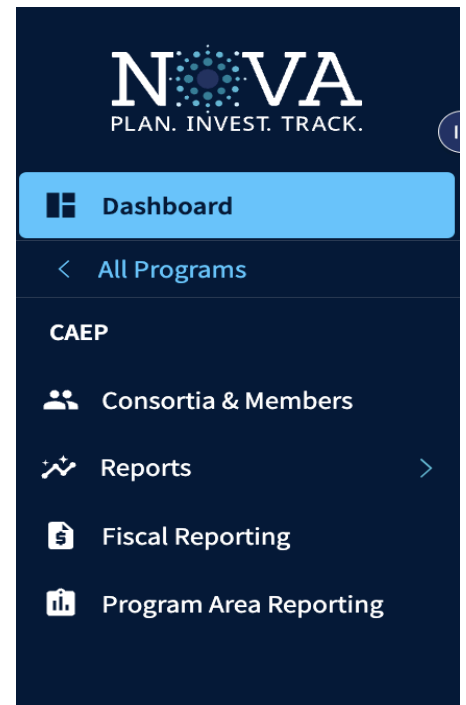 NOVA
PLAN. INVEST. TRACK.
Dashboard
All Programs
CAEP
Consortia & Members
Reports
Fiscal Reporting
Program Area Reporting